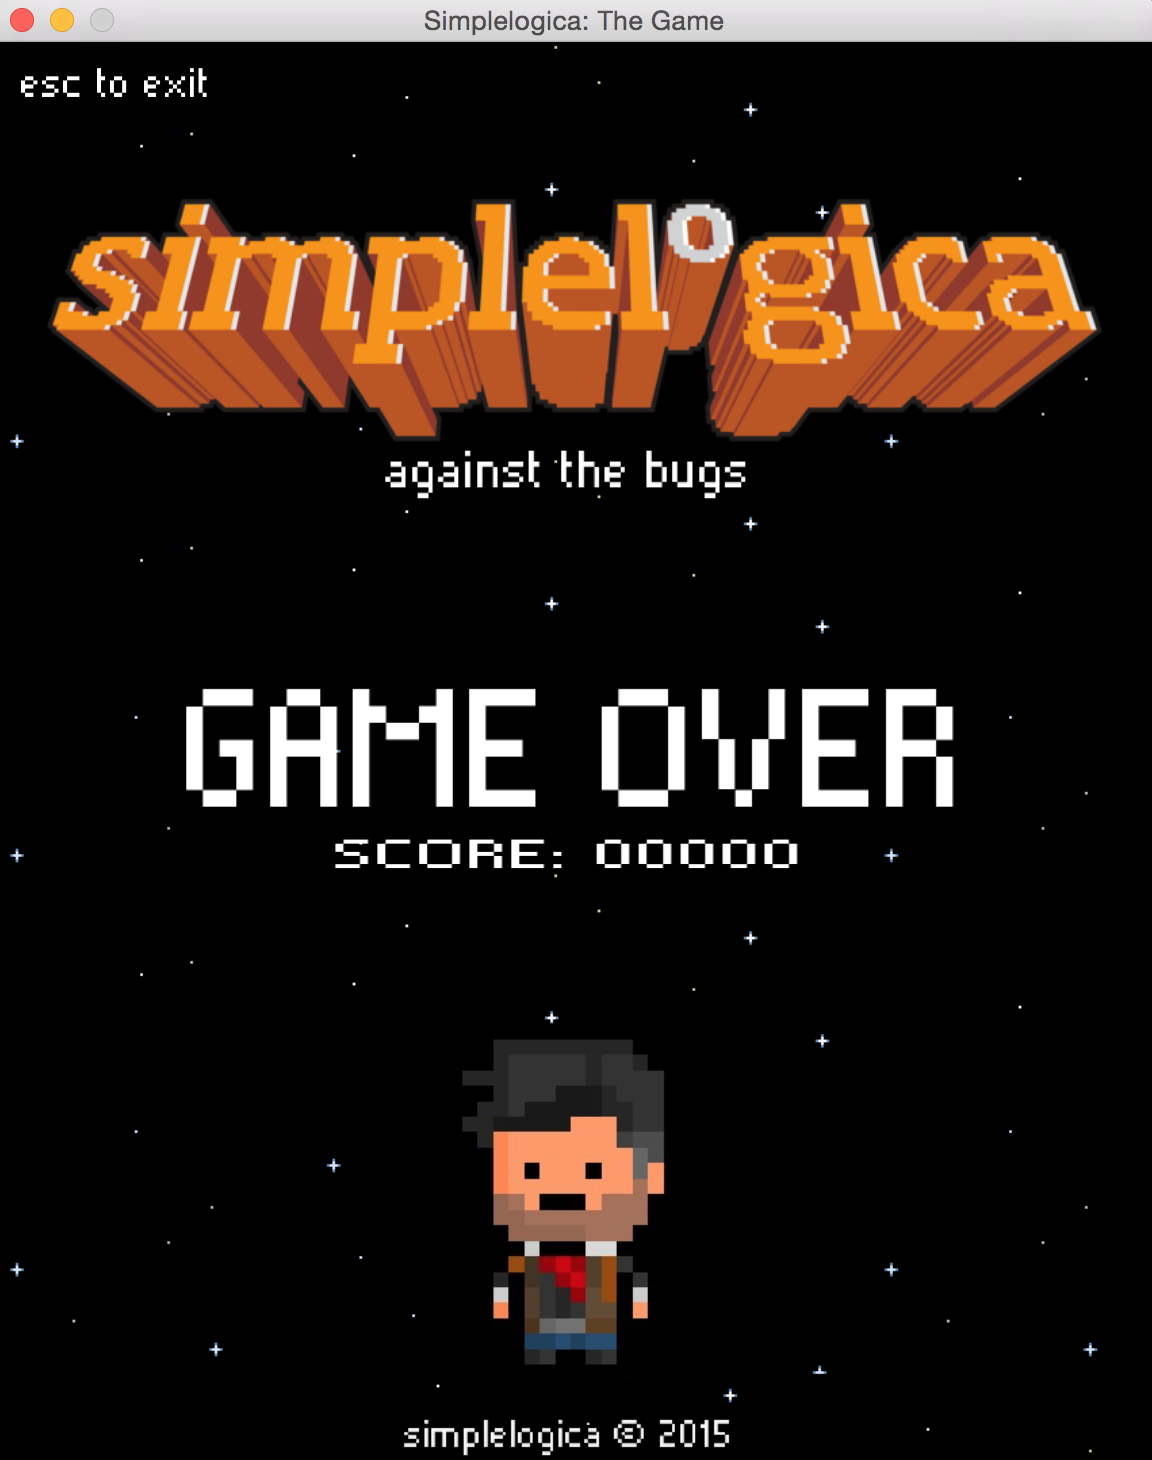 Simplelogica: The Game
esc to exit
simplelogica
against the bugs
GAME OVER
SCORE: 00000
simplelogica © 2015